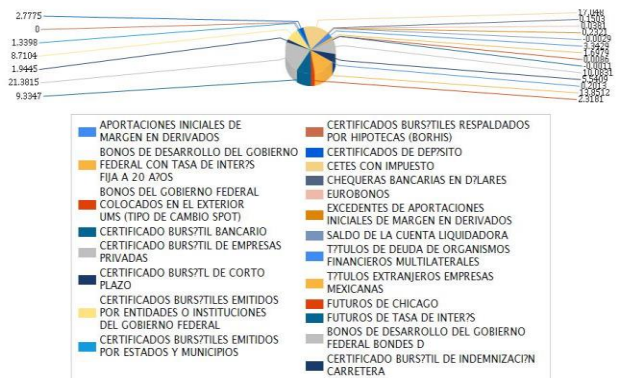 2.7775
0
1.3398
8.7104
1.9445
21.3815
9.3347
17.048
0.1503
0.0381
0.2321
-0.0029
3.3429
1.6979
0.0086
-0.0011
10.0831
5.5409
0.2013
13.8512
2.3181
APORTACIONES INICIALES DE
MARGEN EN DERIVADOS
BONOS DE DESARROLLO DEL GOBIERNO
FEDERAL CON TASA DE INTER?S
FIJA A 20 A?OS
BONOS DEL GOBIERNO FEDERAL
COLOCADOS EN EL EXTERIOR
UMS (TIPO DE CAMBIO SPOT)
CERTIFICADO BURS?TIL BANCARIO
CERTIFICADO BURS?TIL DE EMPRESAS
PRIVADAS
CERTIFICADO BURS?TL DE CORTO
PLAZO
CERTIFICADOS BURS?TILES EMITIDOS
POR ENTIDADES O INSTITUCIONES
DEL GOBIERNO FEDERAL
CERTIFICADOS BURS?TILES EMITIDOS
POR ESTADOS Y MUNICIPIOS
CERTIFICADOS BURS?TILES RESPALDADOS
POR HIPOTECAS (BORHIS)
CERTIFICADOS DE DEP?SITO
CETES CON IMPUESTO
CHEQUERAS BANCARIAS EN D?LARES
EUROBONOS
EXCEDENTES DE APORTACIONES
INICIALES DE MARGEN EN DERIVADOS
SALDO DE LA CUENTA LIQUIDADORA
T?TULOS DE DEUDA DE ORGANISMOS
FINANCIEROS MULTILATERALES
T?TULOS EXTRANJEROS EMPRESAS
MEXICANAS
FUTUROS DE CHICAGO
FUTUROS DE TASA DE INTER?S
BONOS DE DESARROLLO DEL GOBIERNO
FEDERAL BONDES D
CERTIFICADO BURS?TIL DE INDEMNIZACI?N
CARRETERA